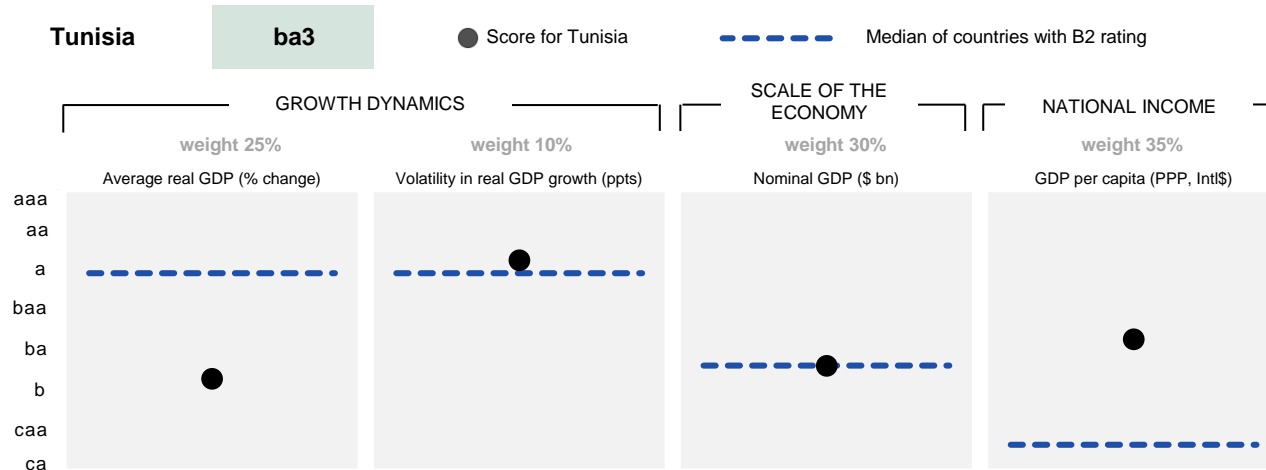 Tunisia
ba3
Score for Tunisia
Median of countries with B2 rating
GROWTH DYNAMICS
SCALE OF THE
ECONOMY
NATIONAL INCOME
weight 25%
weight 10%
weight 30%
weight 35%
Average real GDP (% change)
Volatility in real GDP growth (ppts)
Nominal GDP ($ bn)
GDP per capita (PPP, Intl$)
aaa
aa
a
baa
ba
b
caa
ca